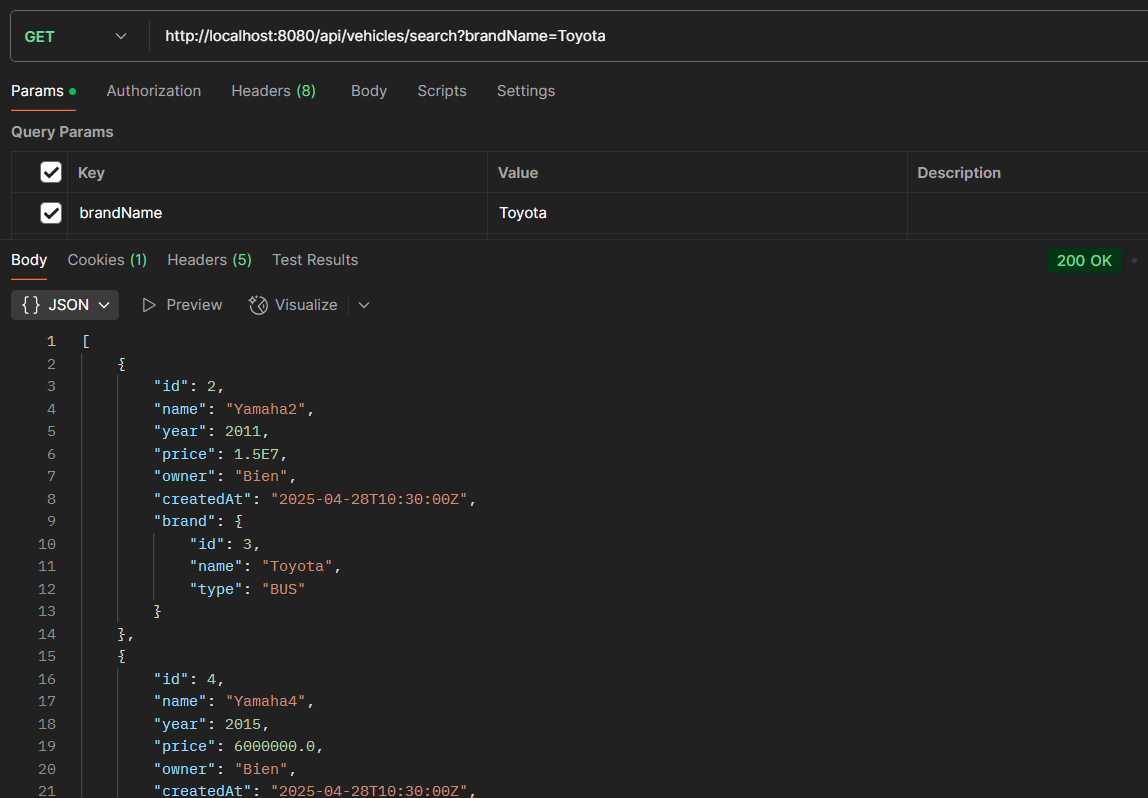 GET http://localhost:8080/api/vehicles/search?brandName=Toyota
Params Authorization Headers (8) Body Scripts Settings
Query Params
Key Value Description
brandName Toyota
Body Cookies (1) Headers (5) Test Results 200 OK
{} JSON Preview Visualize
1 [
2 {
3 "id": 2,
4 "name": "Yamaha2",
5 "year": 2011,
6 "price": 1.5E7,
7 "owner": "Bien",
8 "createdAt": "2025-04-28T10:30:00Z",
9 "brand": {
10 "id": 3,
11 "name": "Toyota",
12 "type": "BUS"
13 }
14 },
15 {
16 "id": 4,
17 "name": "Yamaha4",
18 "year": 2015,
19 "price": 6000000.0,
20 "owner": "Bien",
21 "createdAt": "2025-04-28T10:30:00Z",